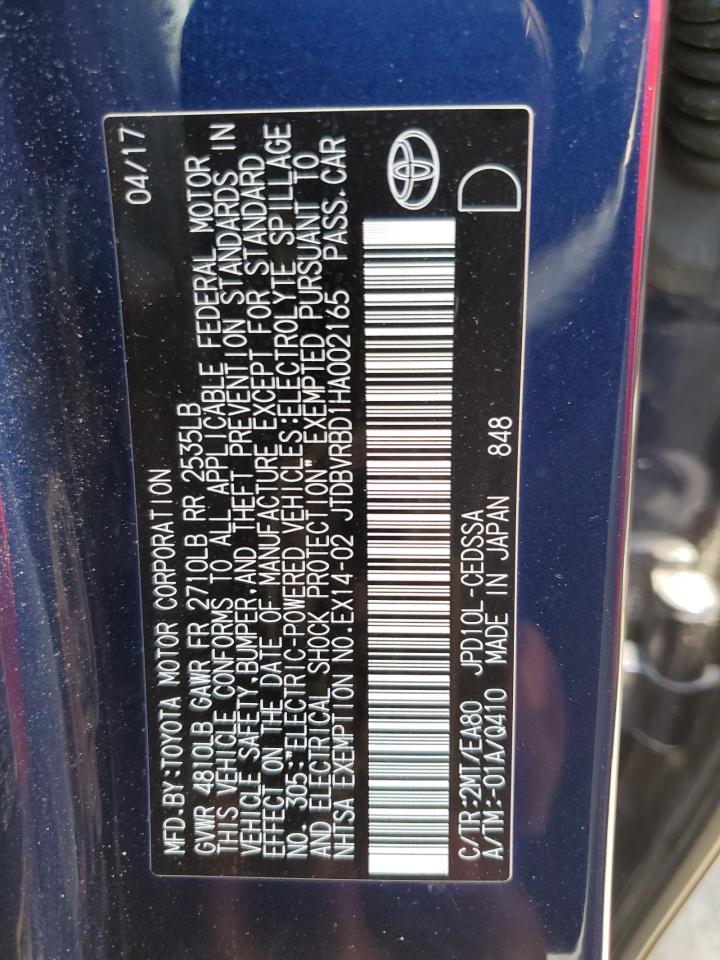 MFD.BY:TOYOTA MOTOR CORPORATION 04/17
GVWR 4810LB GAWR FR 2710LB RR 2535LB
THIS VEHICLE CONFORMS TO ALL APPLICABLE FEDERAL MOTOR
VEHICLE SAFETY,BUMPER,AND THEFT PREVENTION STANDARDS IN
EFFECT ON THE DATE OF MANUFACTURE EXCEPT FOR STANDARD
NO. 305:"ELECTRIC-POWERED VEHICLES:ELECTROLYTE SPILLAGE
AND ELECTRICAL SHOCK PROTECTION" EXEMPTED PURSUANT TO
NHTSA EXEMPTION NO.EX14-02 JTDBVRBD1HA002165 PASS.CAR
C/TR:2MT/EA80 JPD10L-CEDSSA D
A/TM:-01A/Q410 MADE IN JAPAN 848